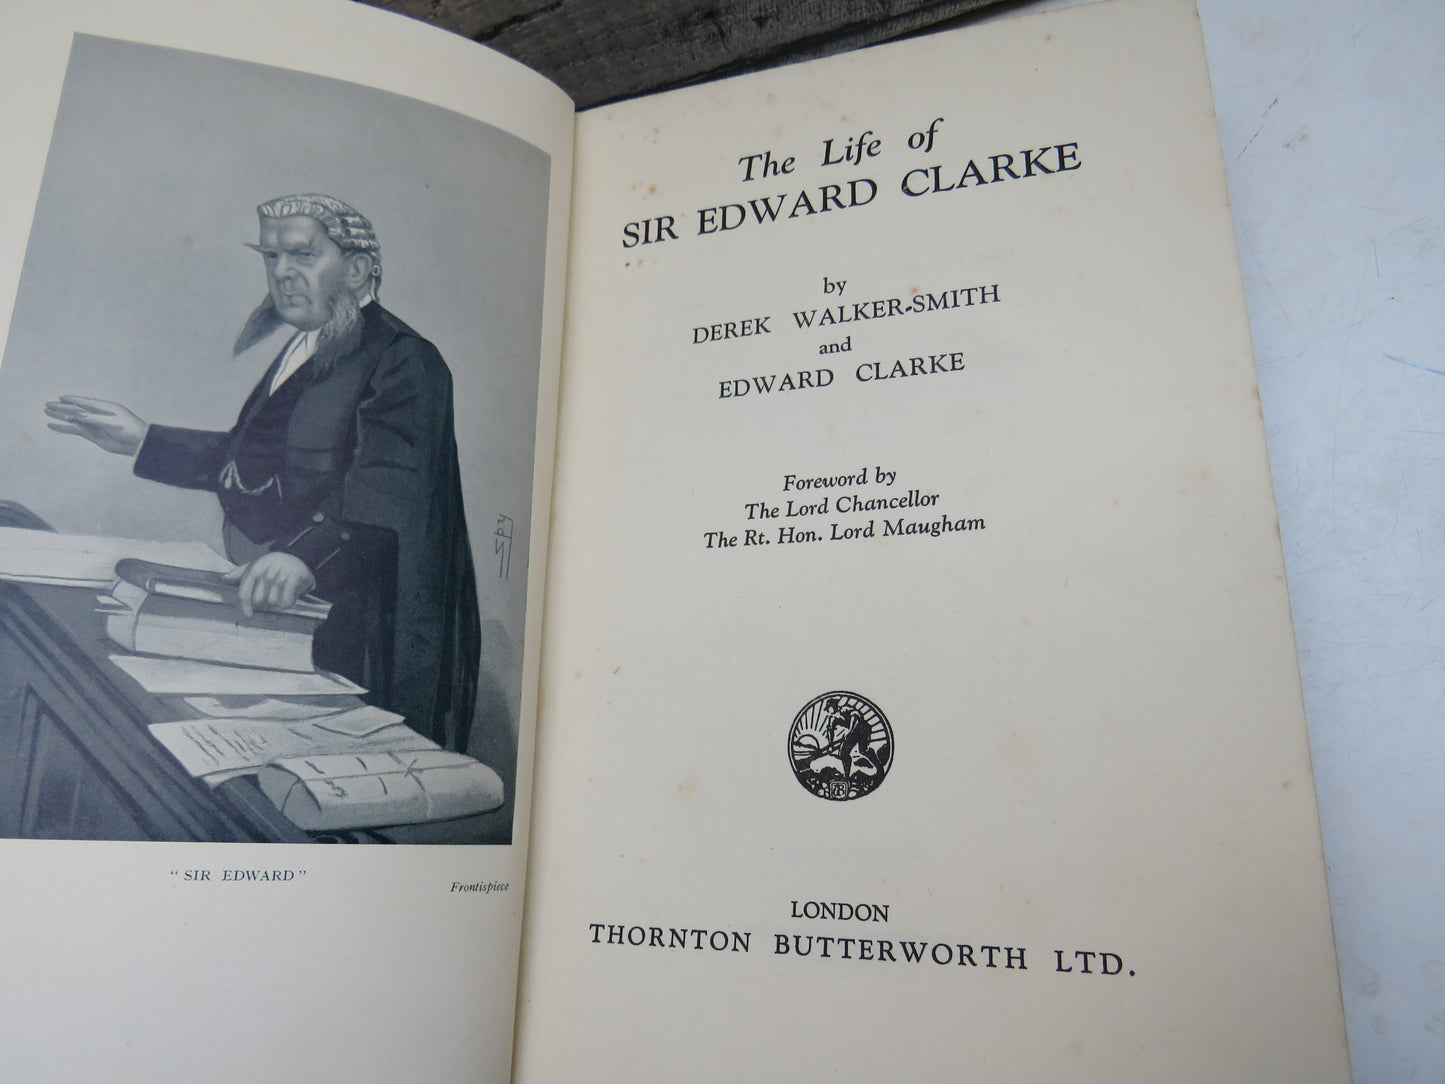 Spy
"SIR EDWARD"
Frontispiece
The Life of
SIR EDWARD CLARKE
by
DEREK WALKER-SMITH
and
EDWARD CLARKE
Foreword by
The Lord Chancellor
The Rt. Hon. Lord Maugham
LONDON
THORNTON BUTTERWORTH LTD.